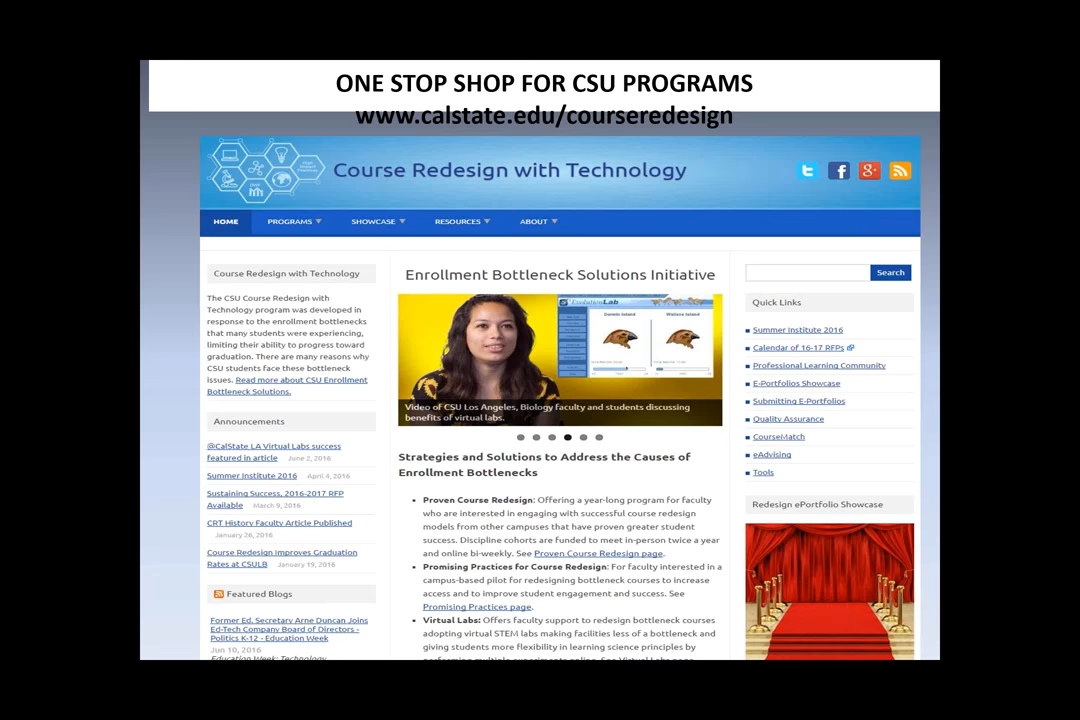 ONE STOP SHOP FOR CSU PROGRAMS
www.calstate.edu/courseredesign
Course Redesign with Technology
HOME PROGRAMS SHOWCASE RESOURCES ABOUT
Course Redesign with Technology
The CSU Course Redesign with
Technology program was developed in
response to the enrollment bottlenecks
that many students were experiencing,
limiting their ability to progress toward
graduation. There are many reasons why
CSU students face these bottleneck
issues. Read more about CSU Enrollment
Bottleneck Solutions.
Announcements
@CalState LA Virtual Labs success
featured in article June 2, 2016
Summer Institute 2016 April 4, 2016
Sustaining Success, 2016-2017 RFP
Available March 9, 2016
CRT History Faculty Article Published
January 26, 2016
Course Redesign Improves Graduation
Rates at CSULB January 19, 2016
Featured Blogs
Former Ed. Secretary Arne Duncan Joins
Ed-Tech Company Board of Directors -
Politics K-12 - Education Week
Jun 10, 2016
Education Week: Technology
Enrollment Bottleneck Solutions Initiative
EvolutionLab
Darwin Island Wallace Island
Video of CSU Los Angeles, Biology faculty and students discussing
benefits of virtual labs.
Strategies and Solutions to Address the Causes of
Enrollment Bottlenecks
• Proven Course Redesign: Offering a year-long program for faculty
who are interested in engaging with successful course redesign
models from other campuses that have proven greater student
success. Discipline cohorts are funded to meet in-person twice a year
and online bi-weekly. See Proven Course Redesign page.
• Promising Practices for Course Redesign: For faculty interested in a
campus-based pilot for redesigning bottleneck courses to increase
access and to improve student engagement and success. See
Promising Practices page.
• Virtual Labs: Offers faculty support to redesign bottleneck courses
adopting virtual STEM labs making facilities less of a bottleneck and
giving students more flexibility in learning science principles by
performing multiple experiments online. See Virtual Labs page.
Search
Quick Links
Summer Institute 2016
Calendar of 16-17 RFPs
Professional Learning Community
E-Portfolios Showcase
Submitting E-Portfolios
Quality Assurance
CourseMatch
eAdvising
Tools
Redesign ePortfolio Showcase